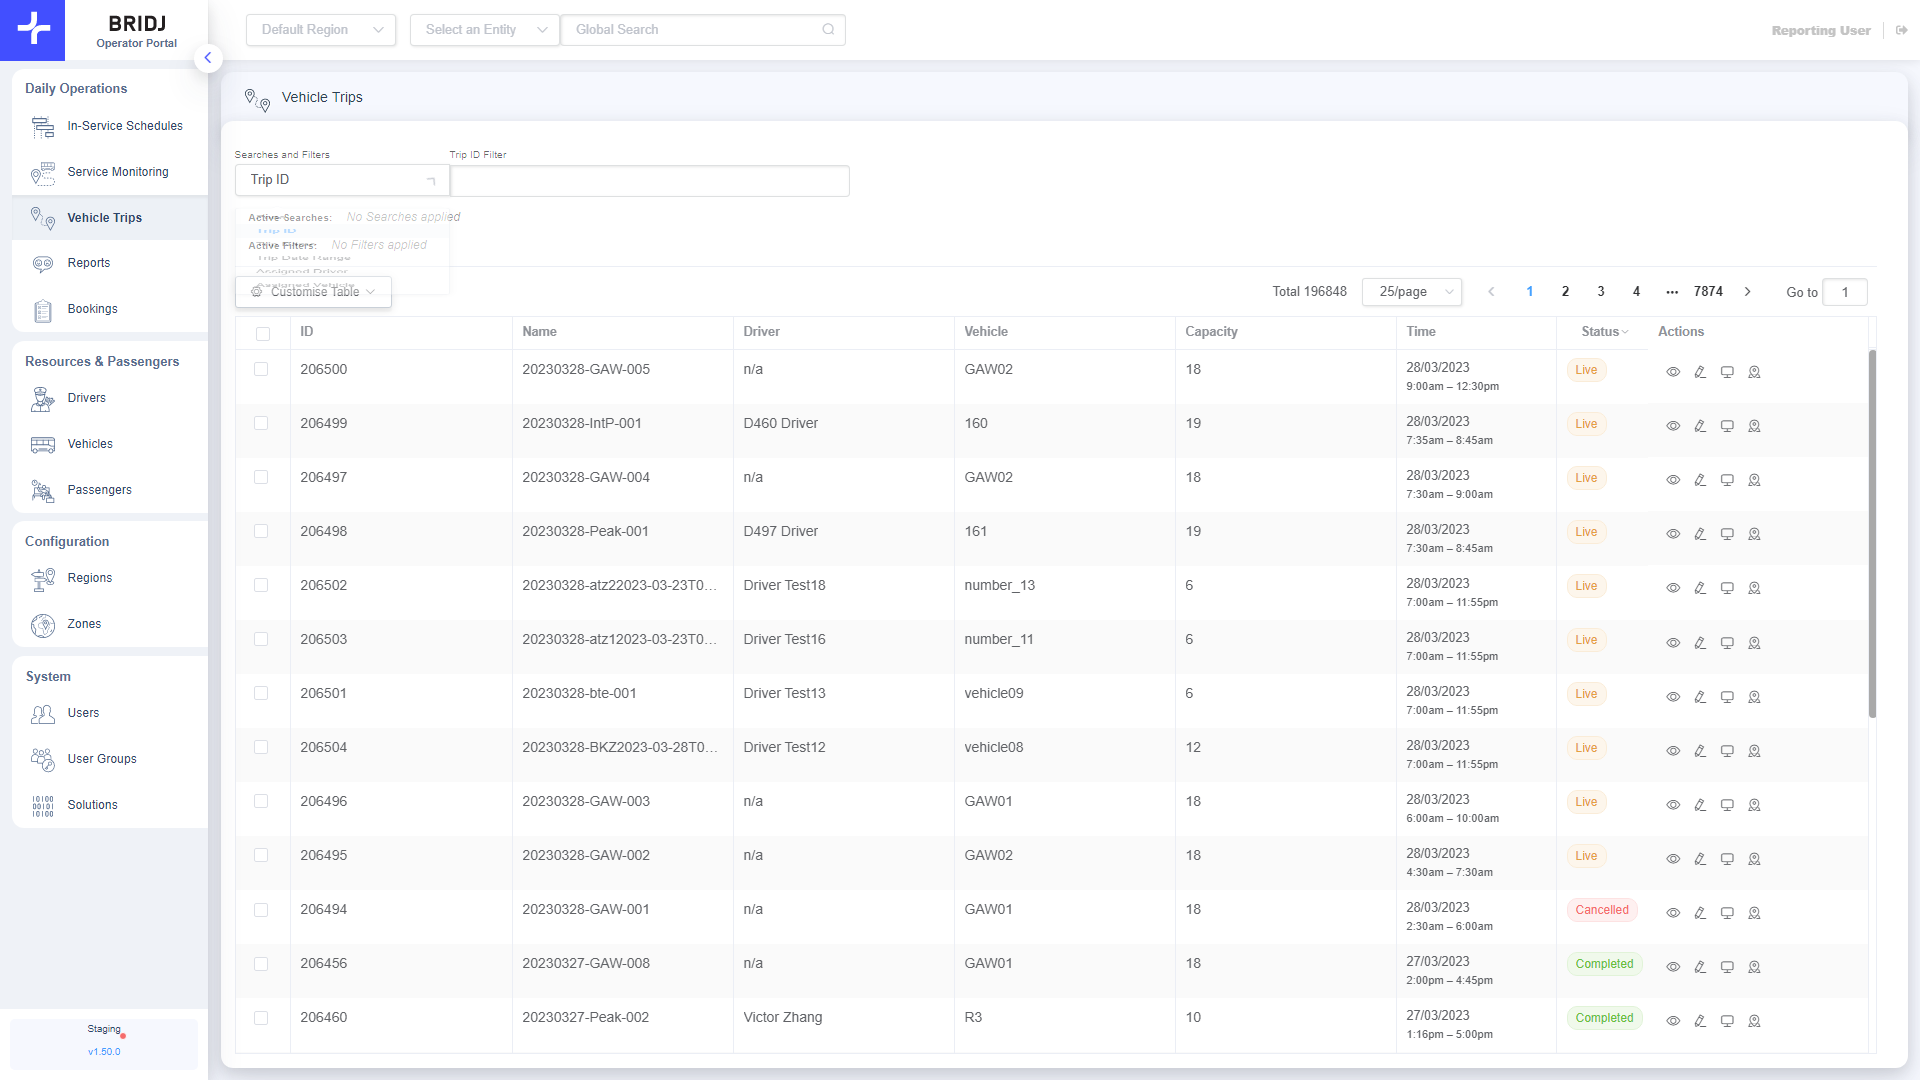 BRIDJ
Operator Portal
Default Region
Select an Entity
Global Search
Reporting User
Daily Operations
In-Service Schedules
Service Monitoring
Vehicle Trips
Reports
Bookings
Resources & Passengers
Drivers
Vehicles
Passengers
Configuration
Regions
Zones
System
Users
User Groups
Solutions
Staging
v1.50.0
Vehicle Trips
Searches and Filters
Trip ID Filter
Trip ID
Active Searches: No Searches applied
Trip ID
Active Filters: No Filters applied
Trip Date Range
Assigned Driver
Assigned Vehicle
Customise Table
Total 196848 25/page 1 2 3 4 ••• 7874 Go to 1
ID Name Driver Vehicle Capacity Time Status Actions
206500 20230328-GAW-005 n/a GAW02 18 28/03/2023 Live
9:00am – 12:30pm
206499 20230328-IntP-001 D460 Driver 160 19 28/03/2023 Live
7:35am – 8:45am
206497 20230328-GAW-004 n/a GAW02 18 28/03/2023 Live
7:30am – 9:00am
206498 20230328-Peak-001 D497 Driver 161 19 28/03/2023 Live
7:30am – 8:45am
206502 20230328-atz22023-03-23T0... Driver Test18 number_13 6 28/03/2023 Live
7:00am – 11:55pm
206503 20230328-atz12023-03-23T0... Driver Test16 number_11 6 28/03/2023 Live
7:00am – 11:55pm
206501 20230328-bte-001 Driver Test13 vehicle09 6 28/03/2023 Live
7:00am – 11:55pm
206504 20230328-BKZ2023-03-28T0... Driver Test12 vehicle08 12 28/03/2023 Live
7:00am – 11:55pm
206496 20230328-GAW-003 n/a GAW01 18 28/03/2023 Live
6:00am – 10:00am
206495 20230328-GAW-002 n/a GAW02 18 28/03/2023 Live
4:30am – 7:30am
206494 20230328-GAW-001 n/a GAW01 18 28/03/2023 Cancelled
2:30am – 6:00am
206456 20230327-GAW-008 n/a GAW01 18 27/03/2023 Completed
2:00pm – 4:45pm
206460 20230327-Peak-002 Victor Zhang R3 10 27/03/2023 Completed
1:16pm – 5:00pm